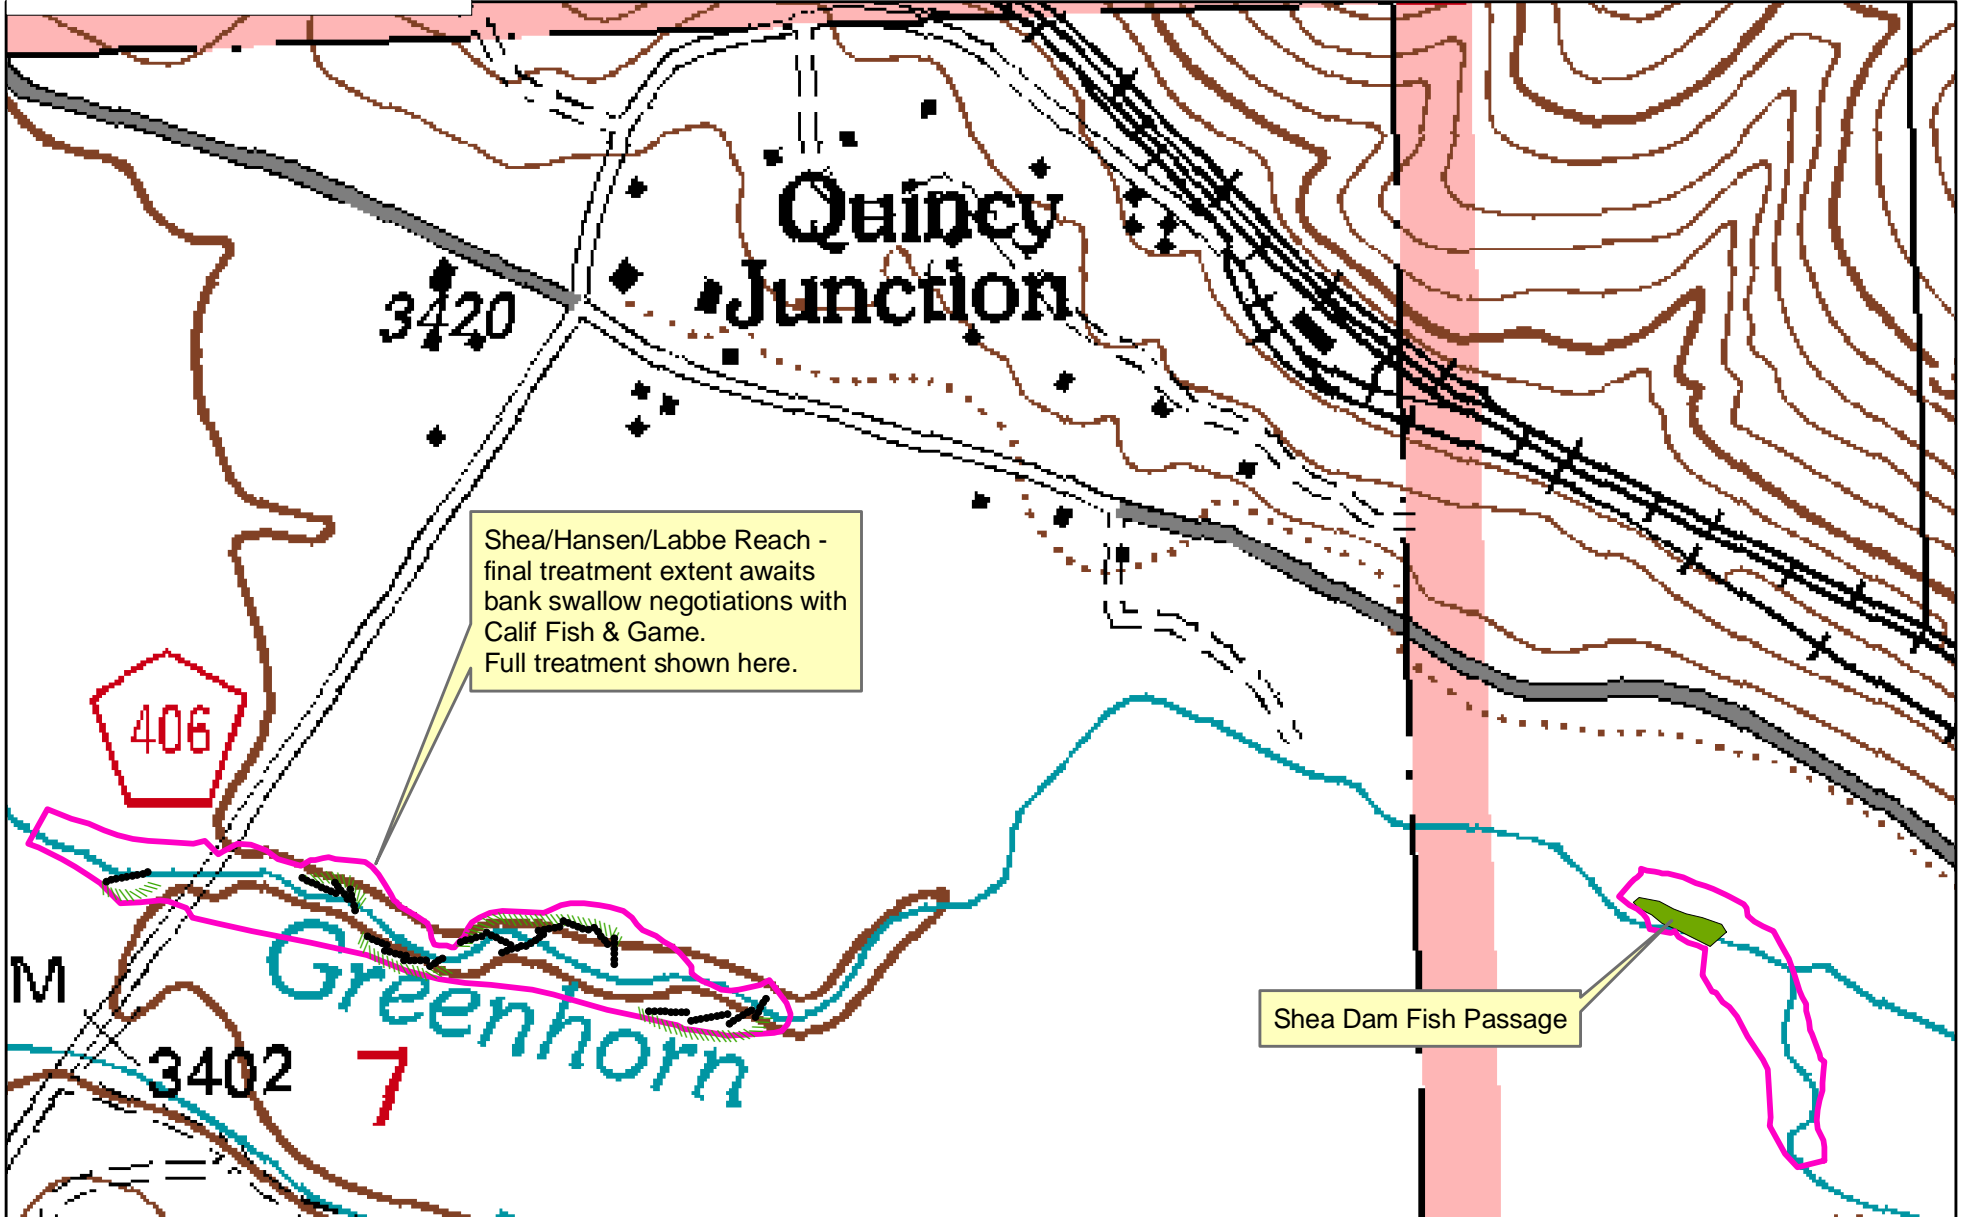 Quincy
Junction
3420
Shea/Hansen/Labbe Reach -
final treatment extent awaits
bank swallow negotiations with
Calif Fish & Game.
Full treatment shown here.
406
Greenhorn
M
3402
7
Shea Dam Fish Passage